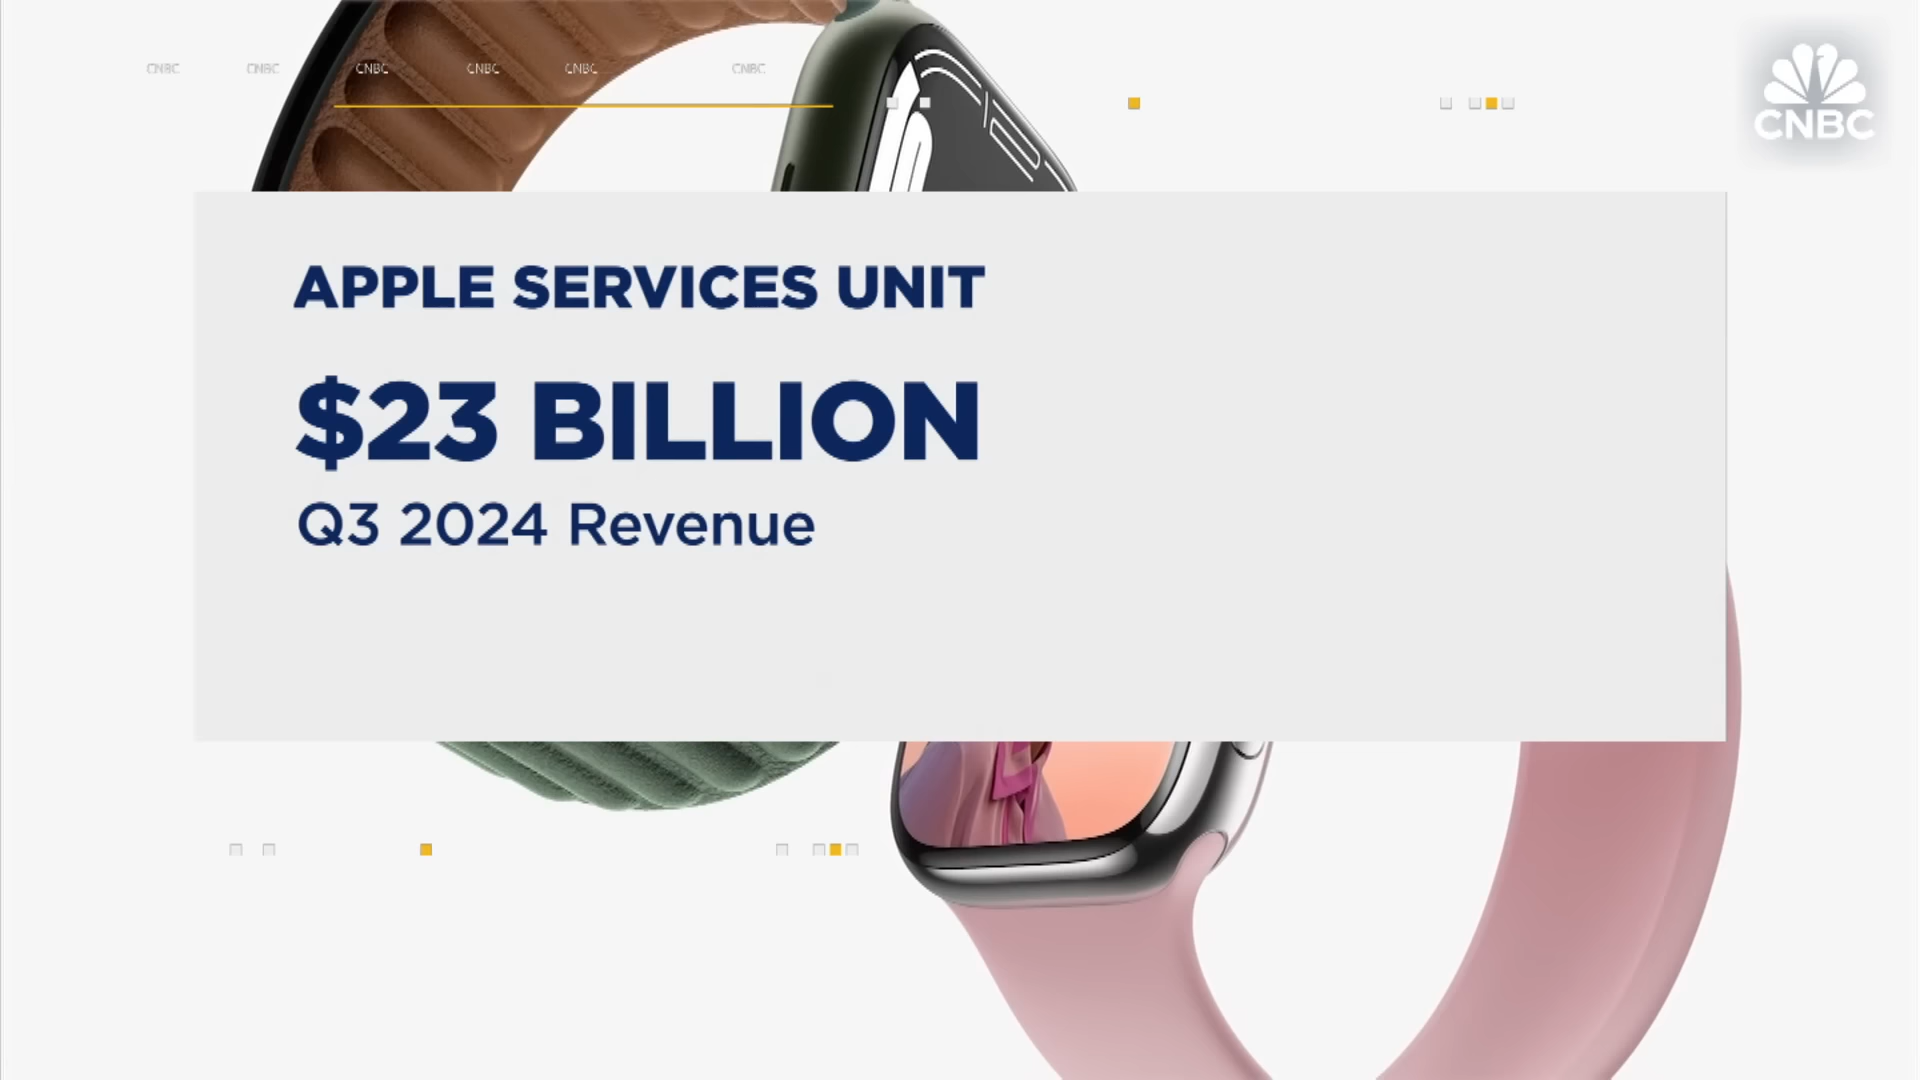 CNBC CNBC CNBC CNBC CNBC CNBC
CNBC
APPLE SERVICES UNIT
$23 BILLION
Q3 2024 Revenue